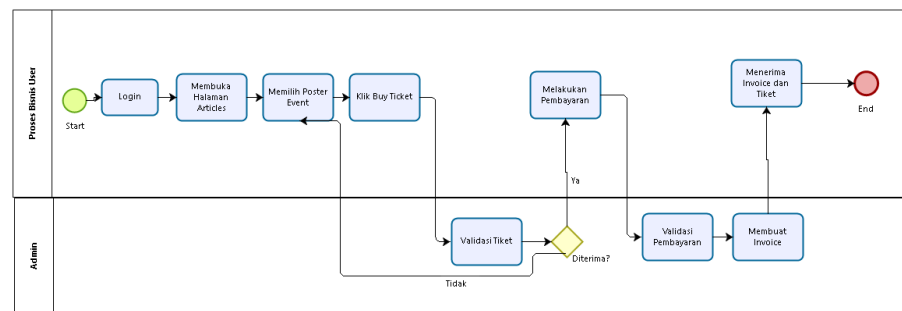 Proses Bisnis User
Start
Login
Membuka
Halaman
Articles
Memilih Poster
Event
Klik Buy Ticket
Melakukan
Pembayaran
Menerima
Invoice dan
Tiket
End
Ya
Admin
Validasi Tiket
Diterima?
Tidak
Validasi
Pembayaran
Membuat
Invoice